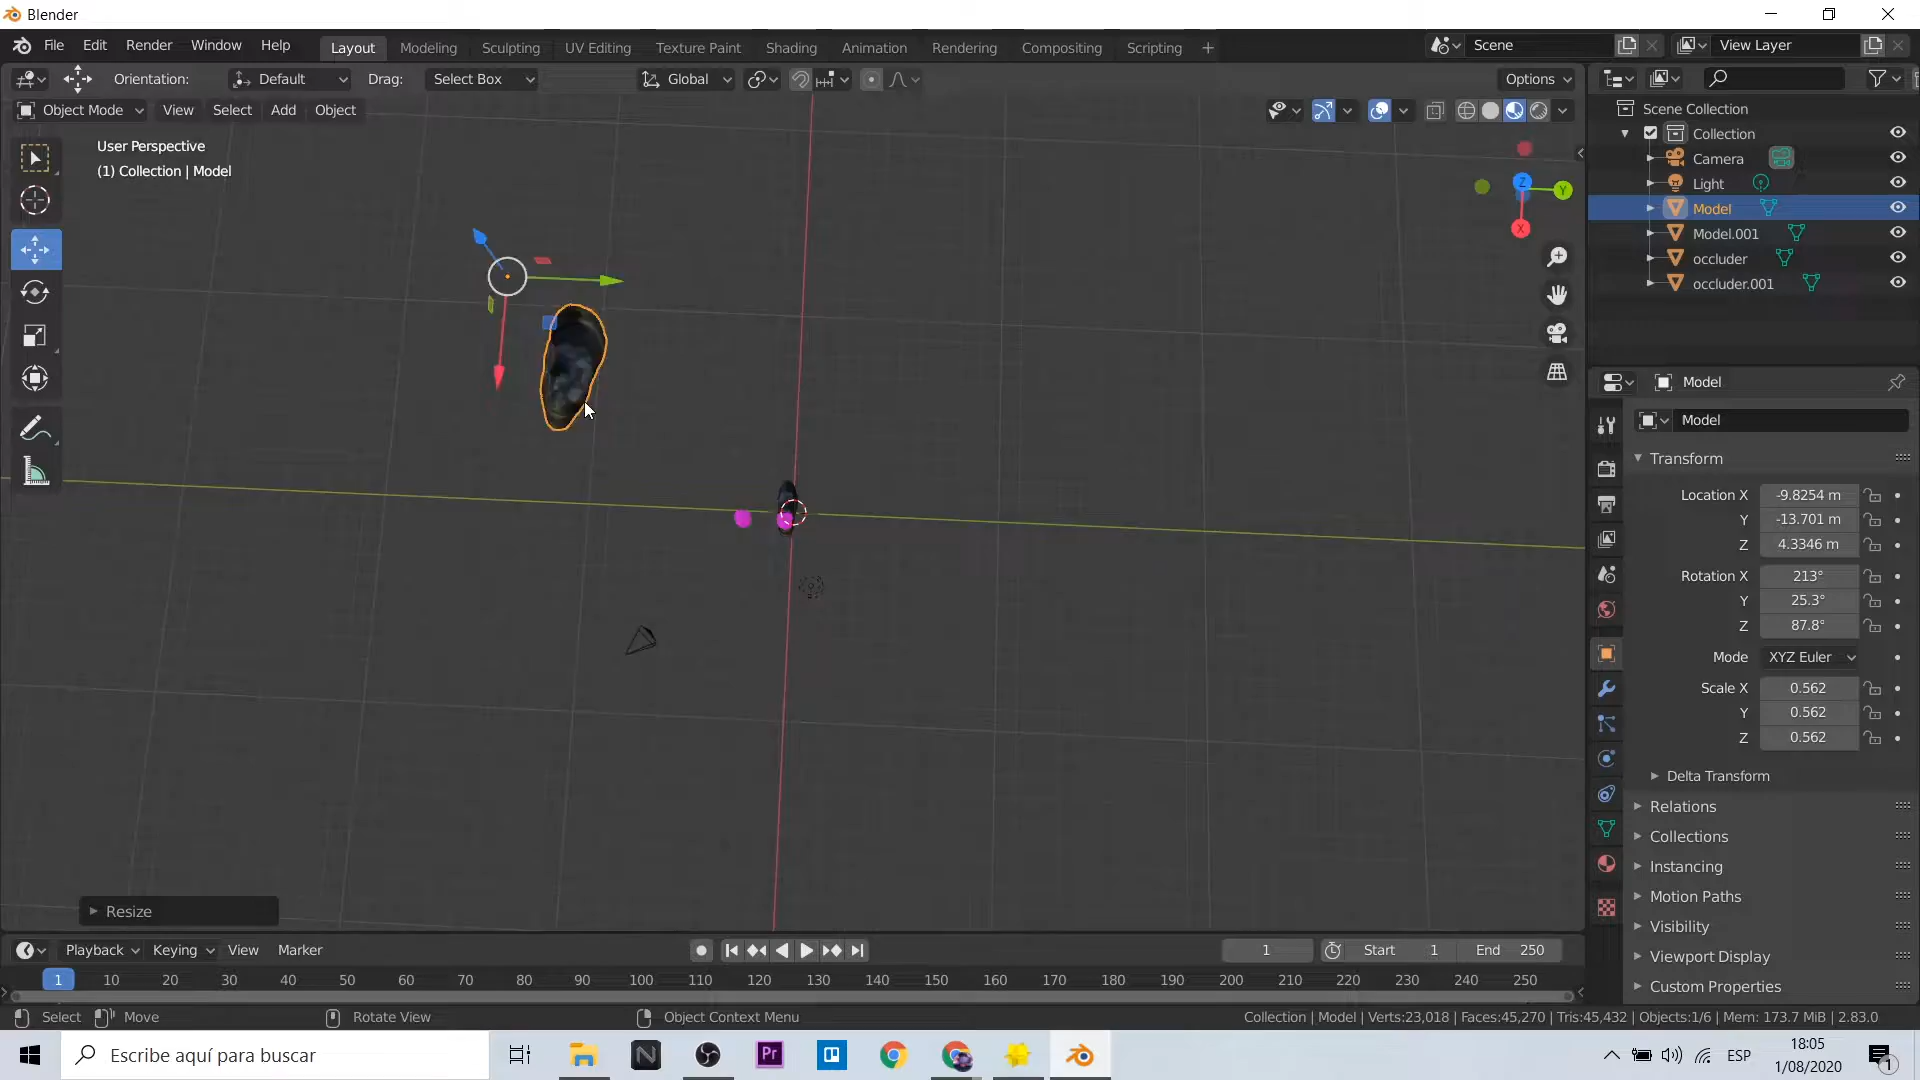 Blender
File Edit Render Window Help Layout Modeling Sculpting UV Editing Texture Paint Shading Animation Rendering Compositing Scripting + Scene View Layer
Orientation: Default Drag: Select Box Global Options
Object Mode View Select Add Object
User Perspective
(1) Collection | Model
Z Y X
Scene Collection
Collection
Camera
Light
Model
Model.001
occluder
occluder.001
Model
Model
Transform
Location X -9.8254 m
Y -13.701 m
Z 4.3346 m
Rotation X 213°
Y 25.3°
Z 87.8°
Mode XYZ Euler
Scale X 0.562
Y 0.562
Z 0.562
Delta Transform
Relations
Collections
Instancing
Motion Paths
Visibility
Viewport Display
Custom Properties
Resize
Playback Keying View Marker 1 Start 1 End 250
1 10 20 30 40 50 60 70 80 90 100 110 120 130 140 150 160 170 180 190 200 210 220 230 240 250
Select Move Rotate View Object Context Menu Collection | Model | Verts:23,018 | Faces:45,270 | Tris:45,432 | Objects:1/6 | Mem: 173.7 MiB | 2.83.0
Escribe aquí para buscar
N Pr ESP
18:05
1/08/2020
1